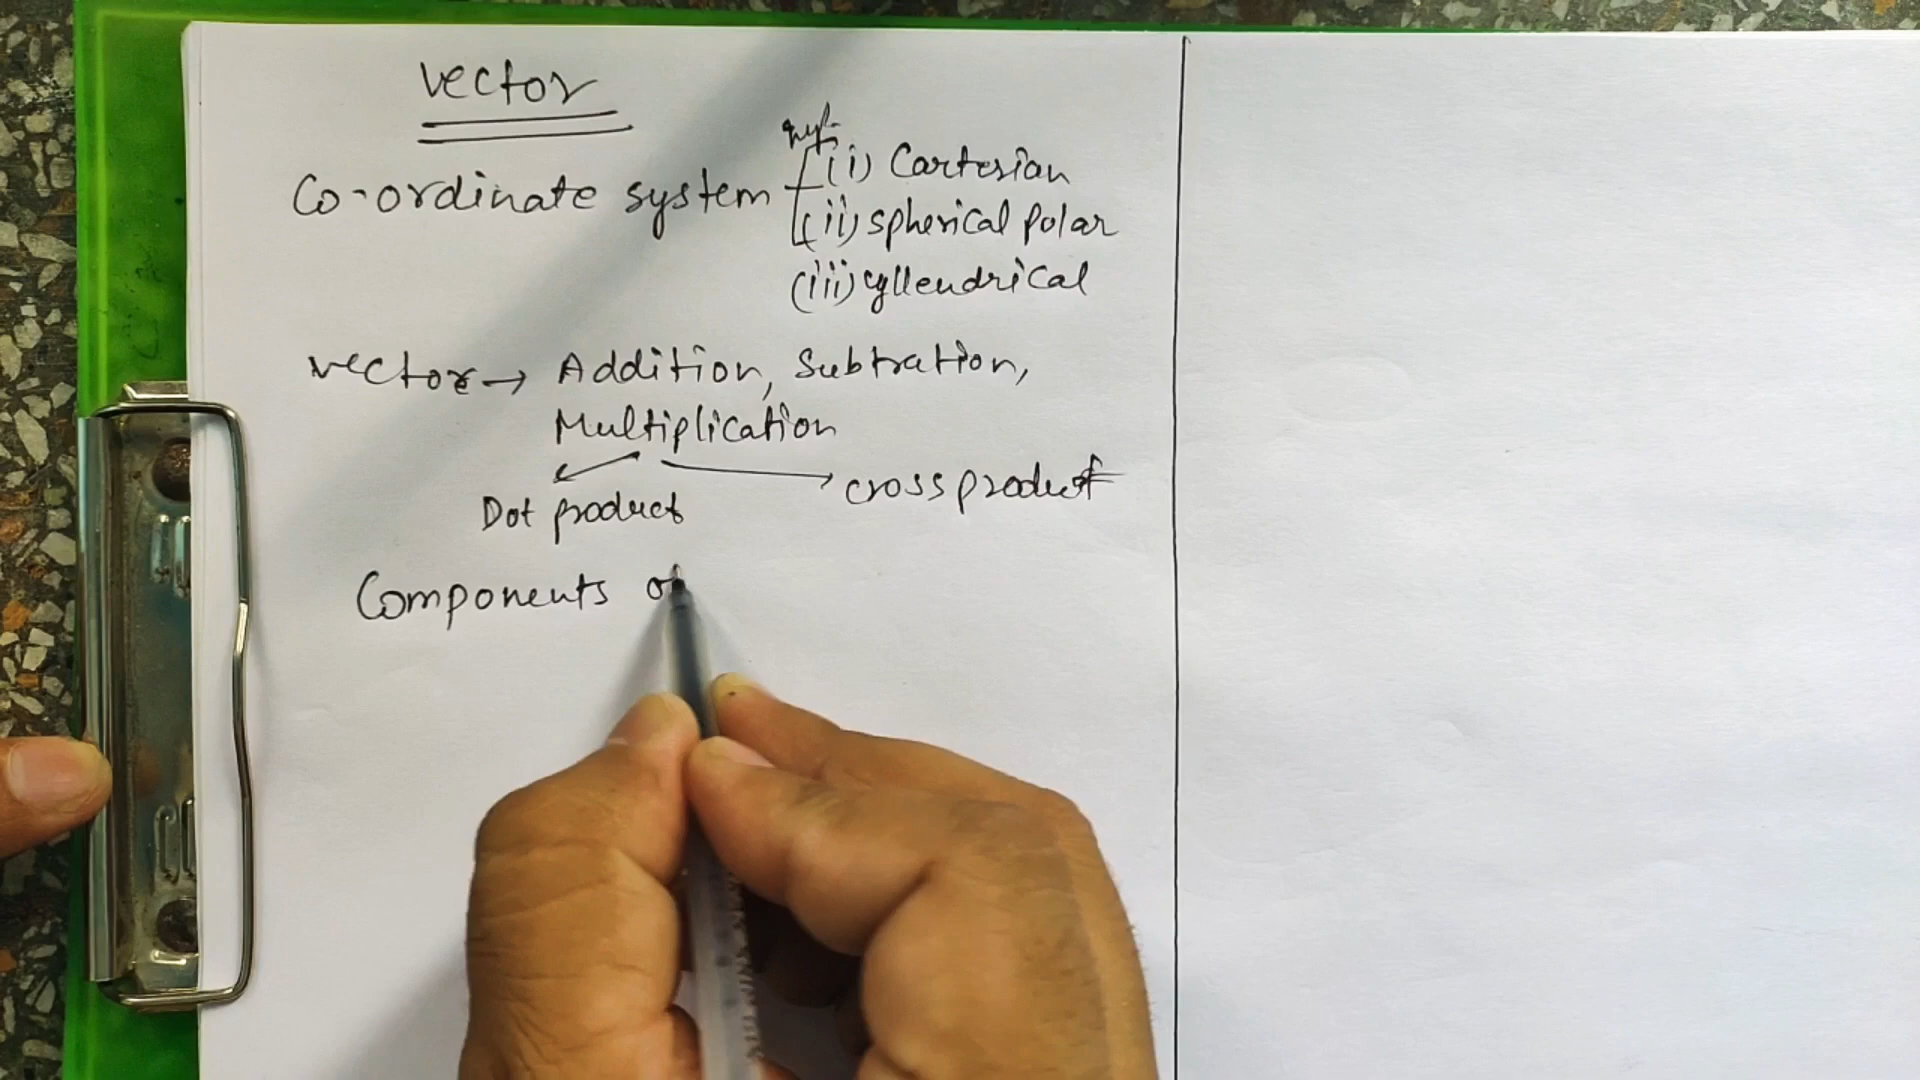 vector
Co-ordinate system
(i) Cartesian
(ii) spherical polar
(iii) cyllendrical
vector → Addition, Subtration,
Multiplication
Dot product
cross product
Components of